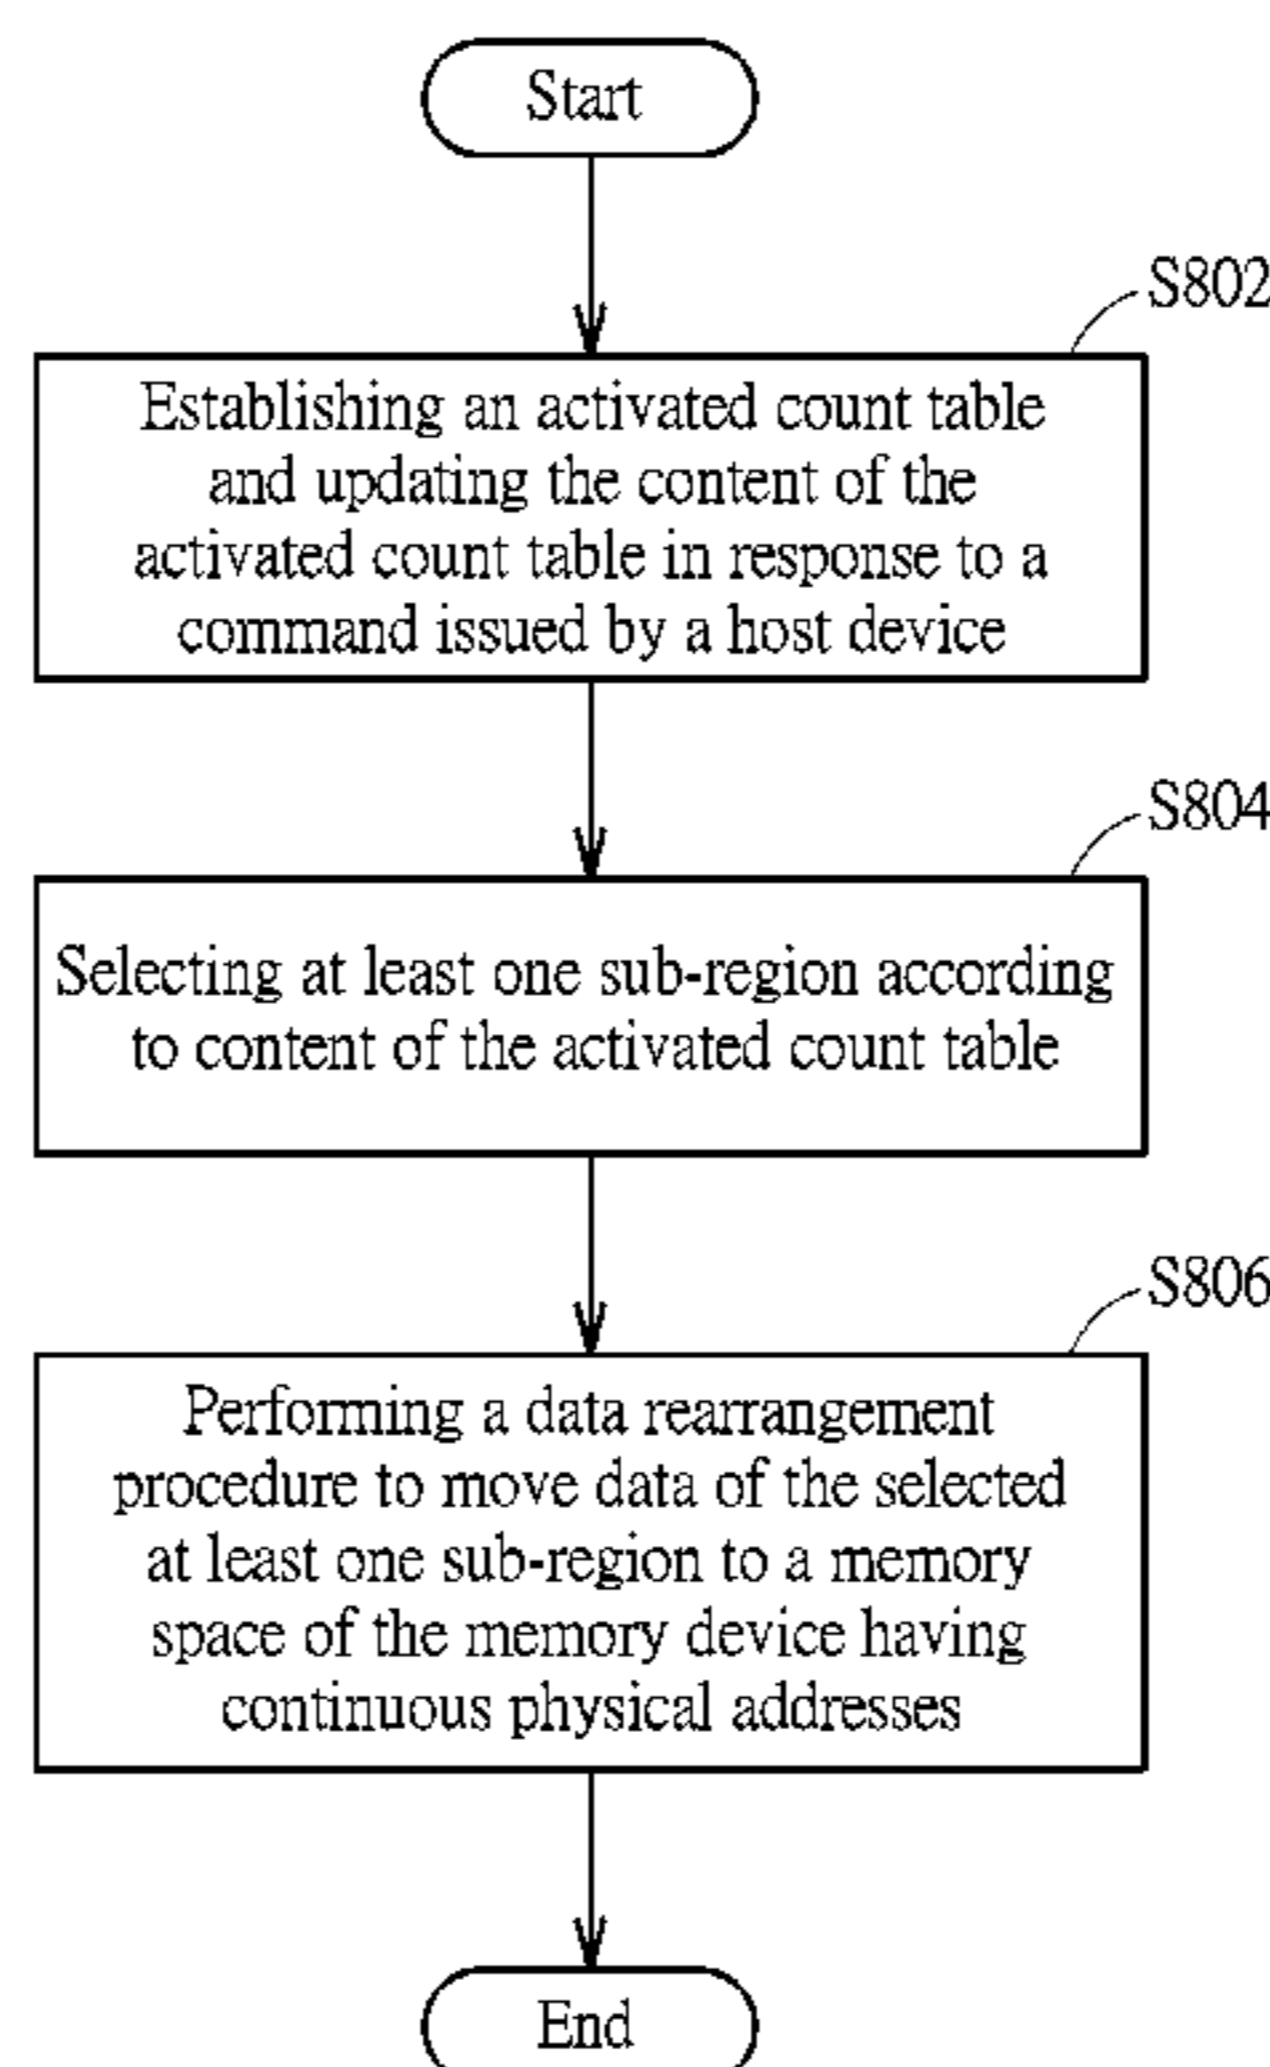 Start
S802
Establishing an activated count table
and updating the content of the
activated count table in response to a
command issued by a host device
S804
Selecting at least one sub-region according
to content of the activated count table
S806
Performing a data rearrangement
procedure to move data of the selected
at least one sub-region to a memory
space of the memory device having
continuous physical addresses
End